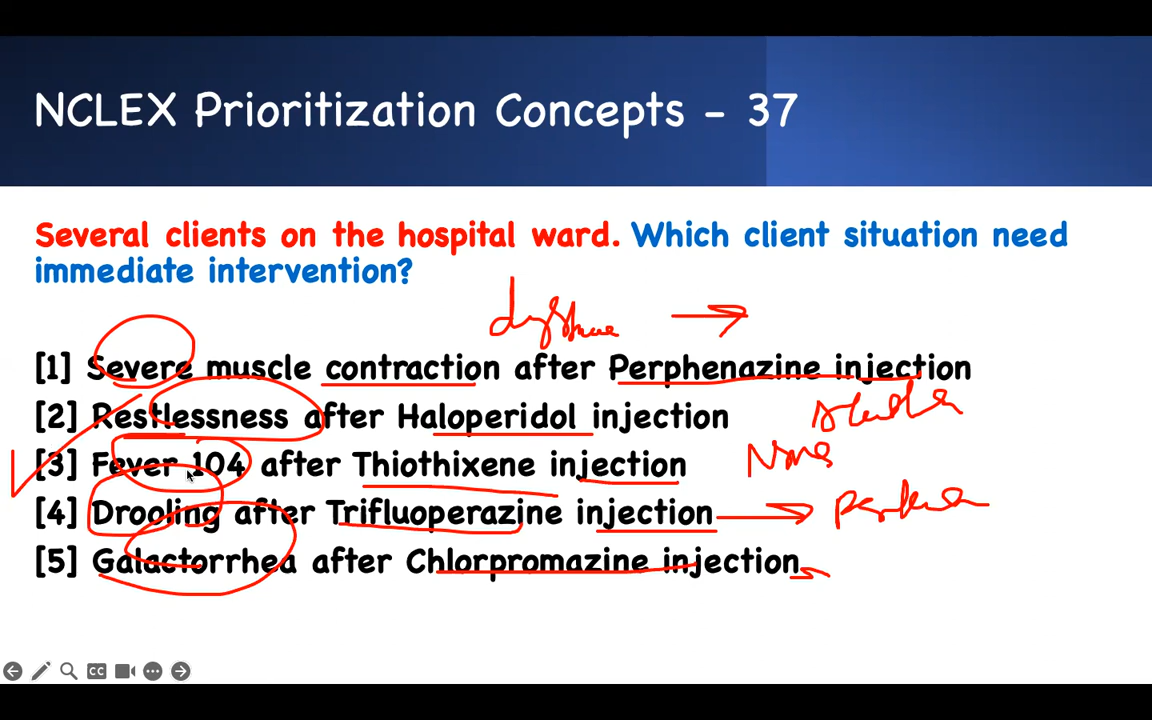 NCLEX Prioritization Concepts - 37
Several clients on the hospital ward. Which client situation need
immediate intervention?
[1] Severe muscle contraction after Perphenazine injection
[2] Restlessness after Haloperidol injection
[3] Fever 104 after Thiothixene injection
NMS
[4] Drooling after Trifluoperazine injection
[5] Galactorrhea after Chlorpromazine injection
CC